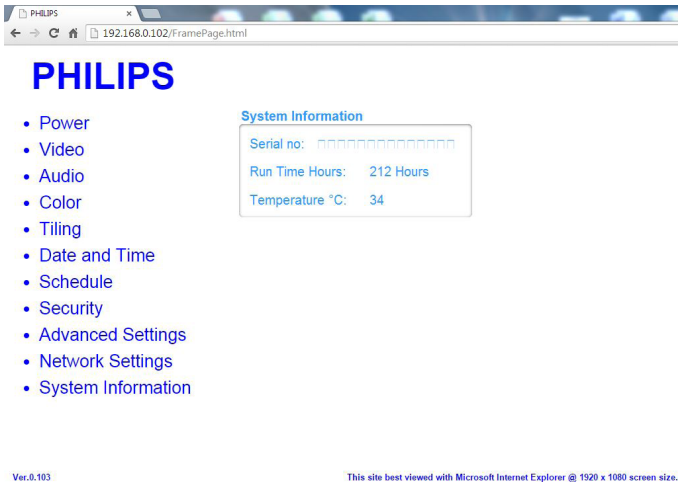 PHILIPS
192.168.0.102/FramePage.html
PHILIPS
• Power
• Video
• Audio
• Color
• Tiling
• Date and Time
• Schedule
• Security
• Advanced Settings
• Network Settings
• System Information
System Information
Serial no:
Run Time Hours: 212 Hours
Temperature °C: 34
Ver.0.103
This site best viewed with Microsoft Internet Explorer @ 1920 x 1080 screen size.